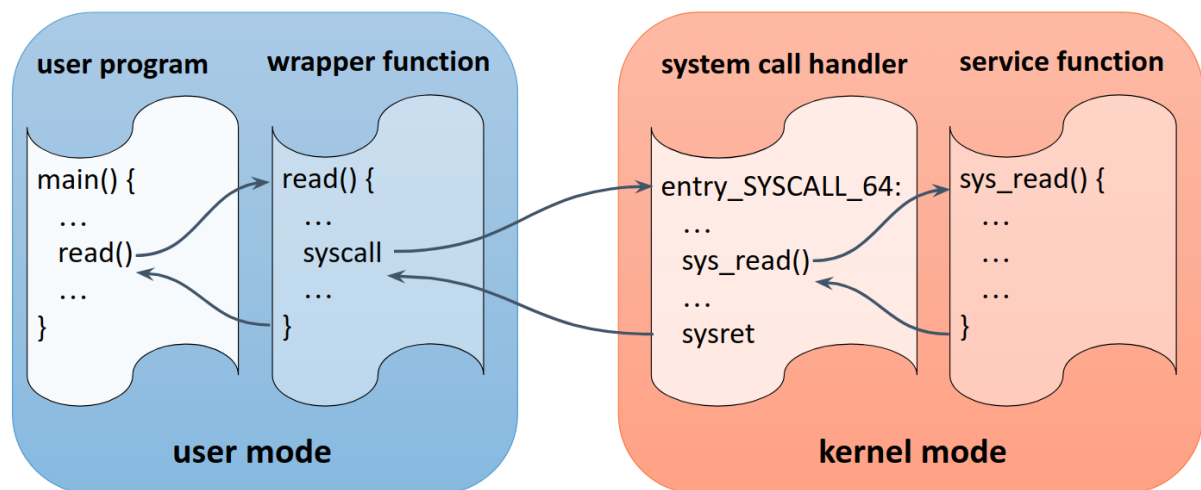 user program
main() {
…
read()
…
}
wrapper function
read() {
…
syscall
…
}
user mode
system call handler
entry_SYSCALL_64:
…
sys_read()
…
sysret
service function
sys_read() {
…
…
…
}
kernel mode